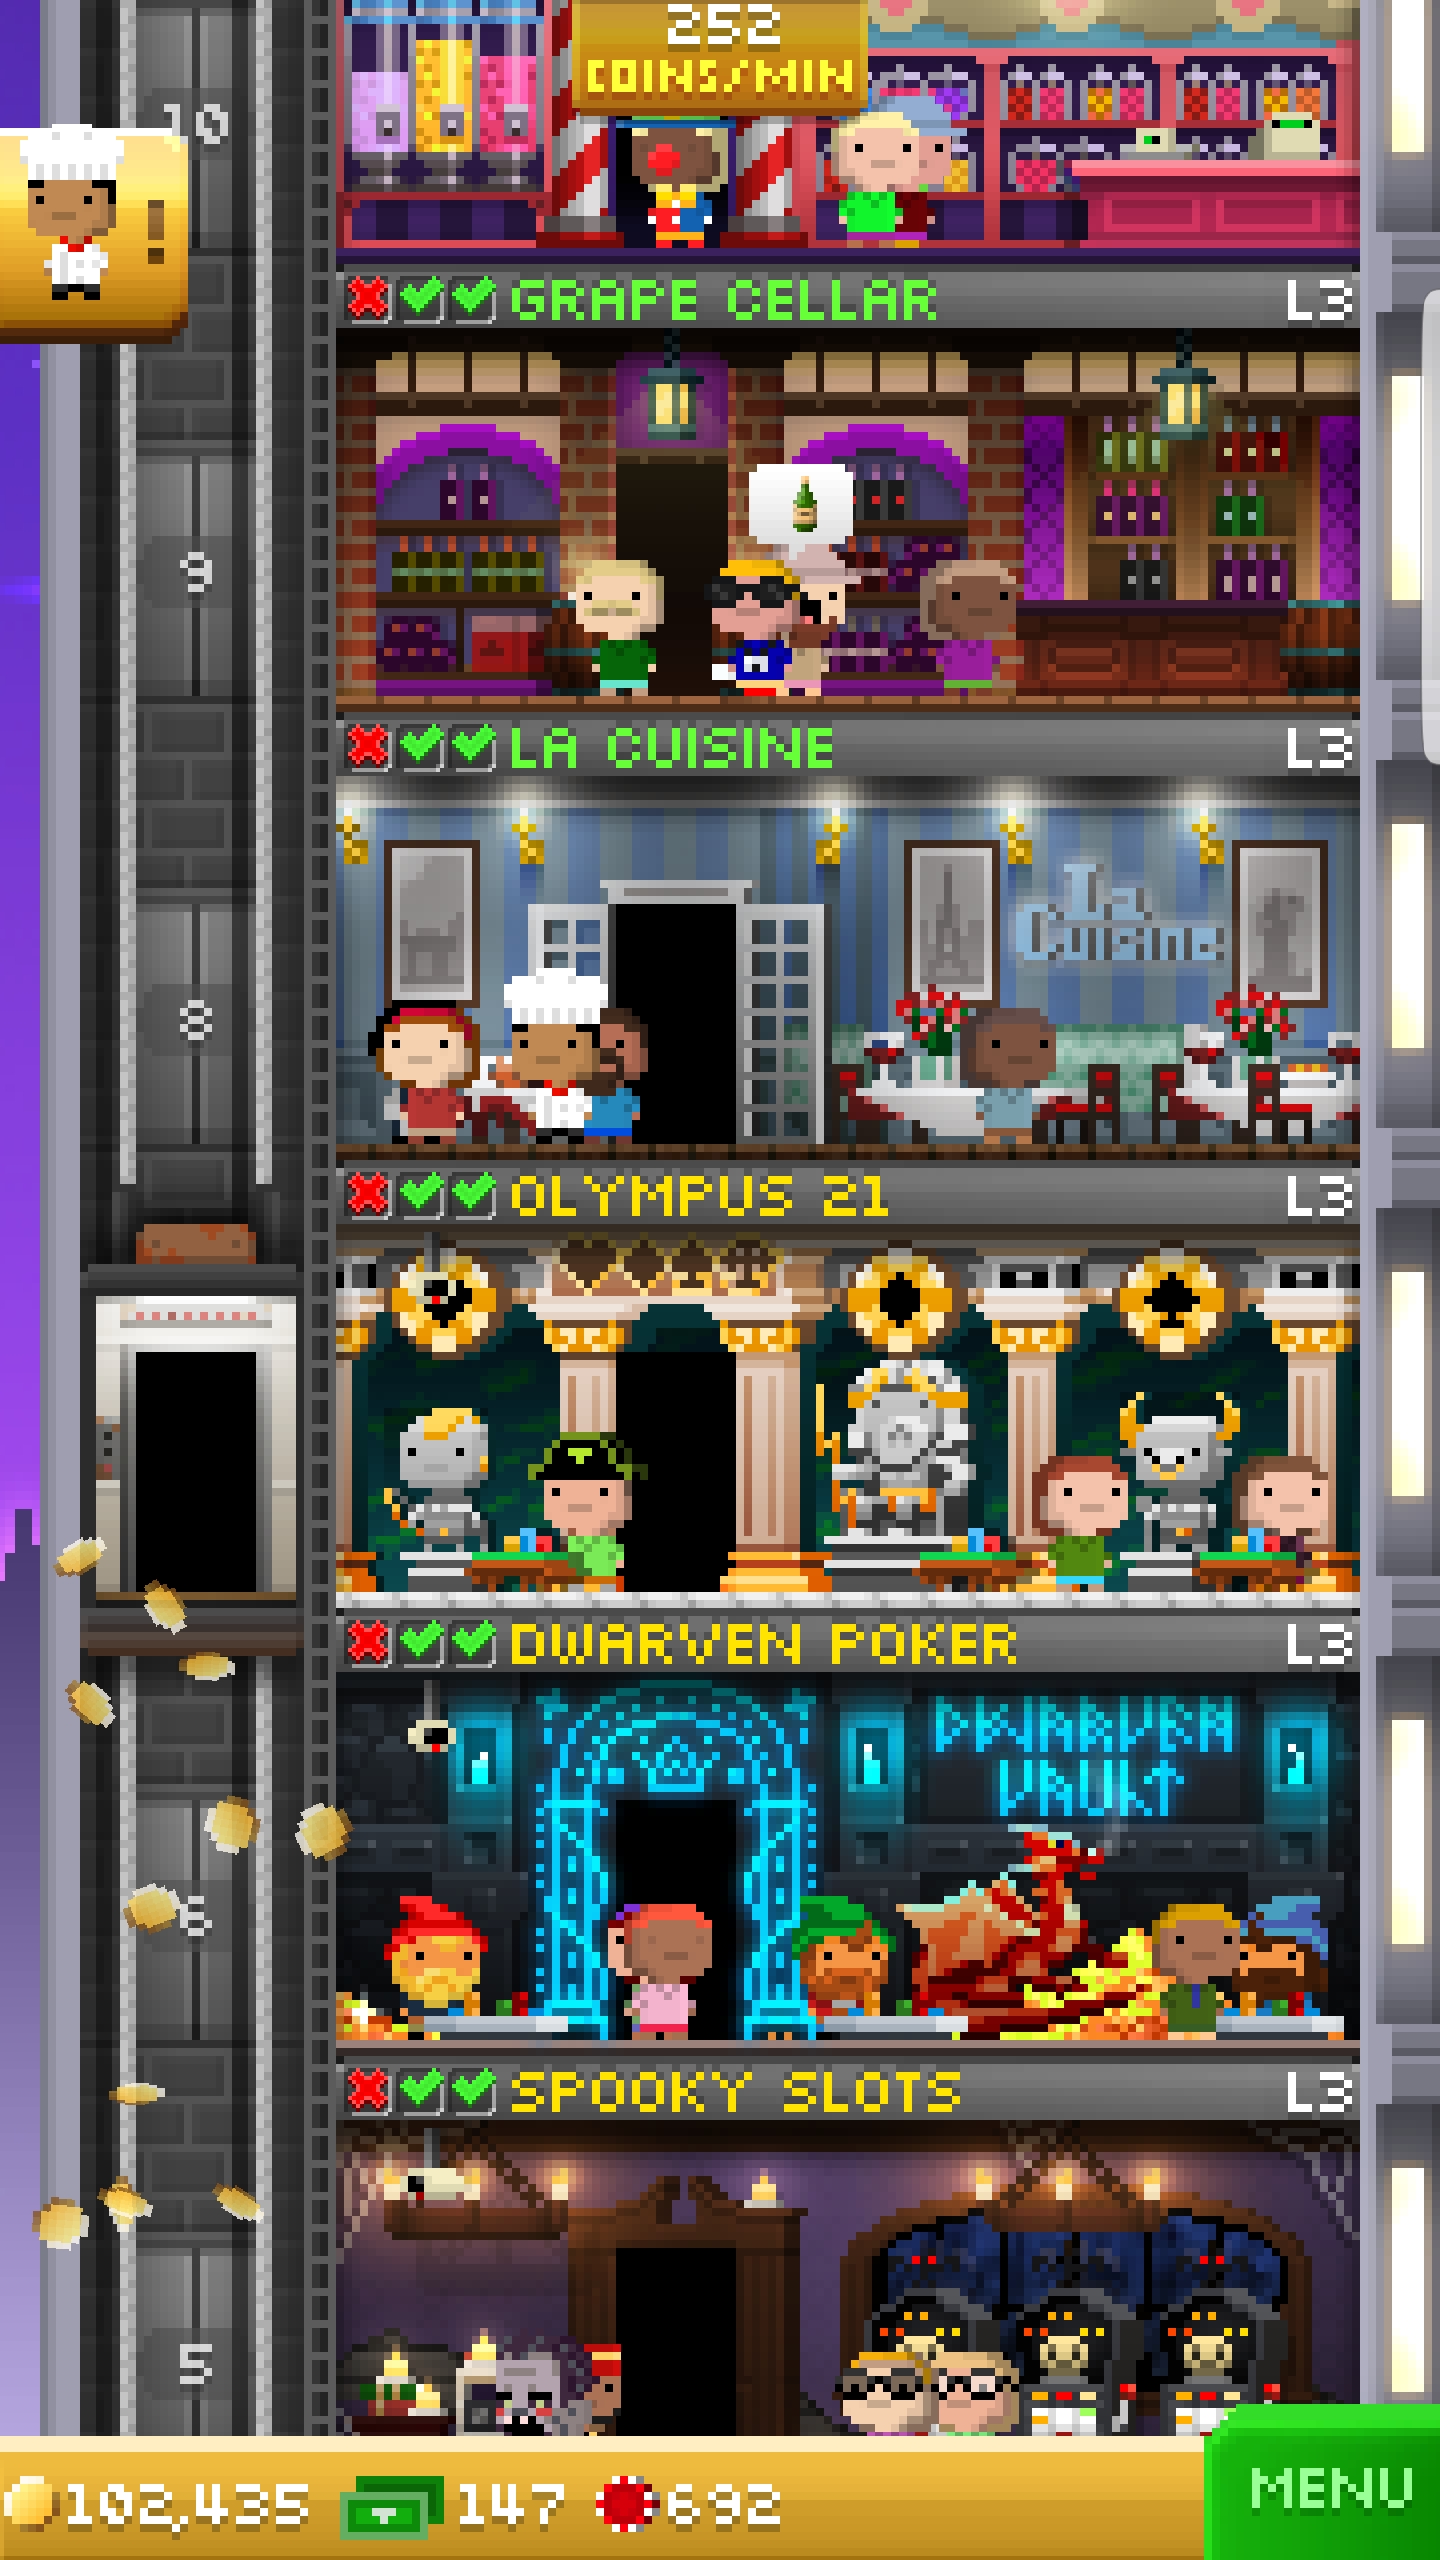 252
COINS/MIN
10
!
GRAPE CELLAR L3
9
LA CUISINE L3
La
Cuisine
8
OLYMPUS 21 L3
DWARVEN POKER L3
DWARVEN
VAULT
6
SPOOKY SLOTS L3
5
102,435 147 692
MENU